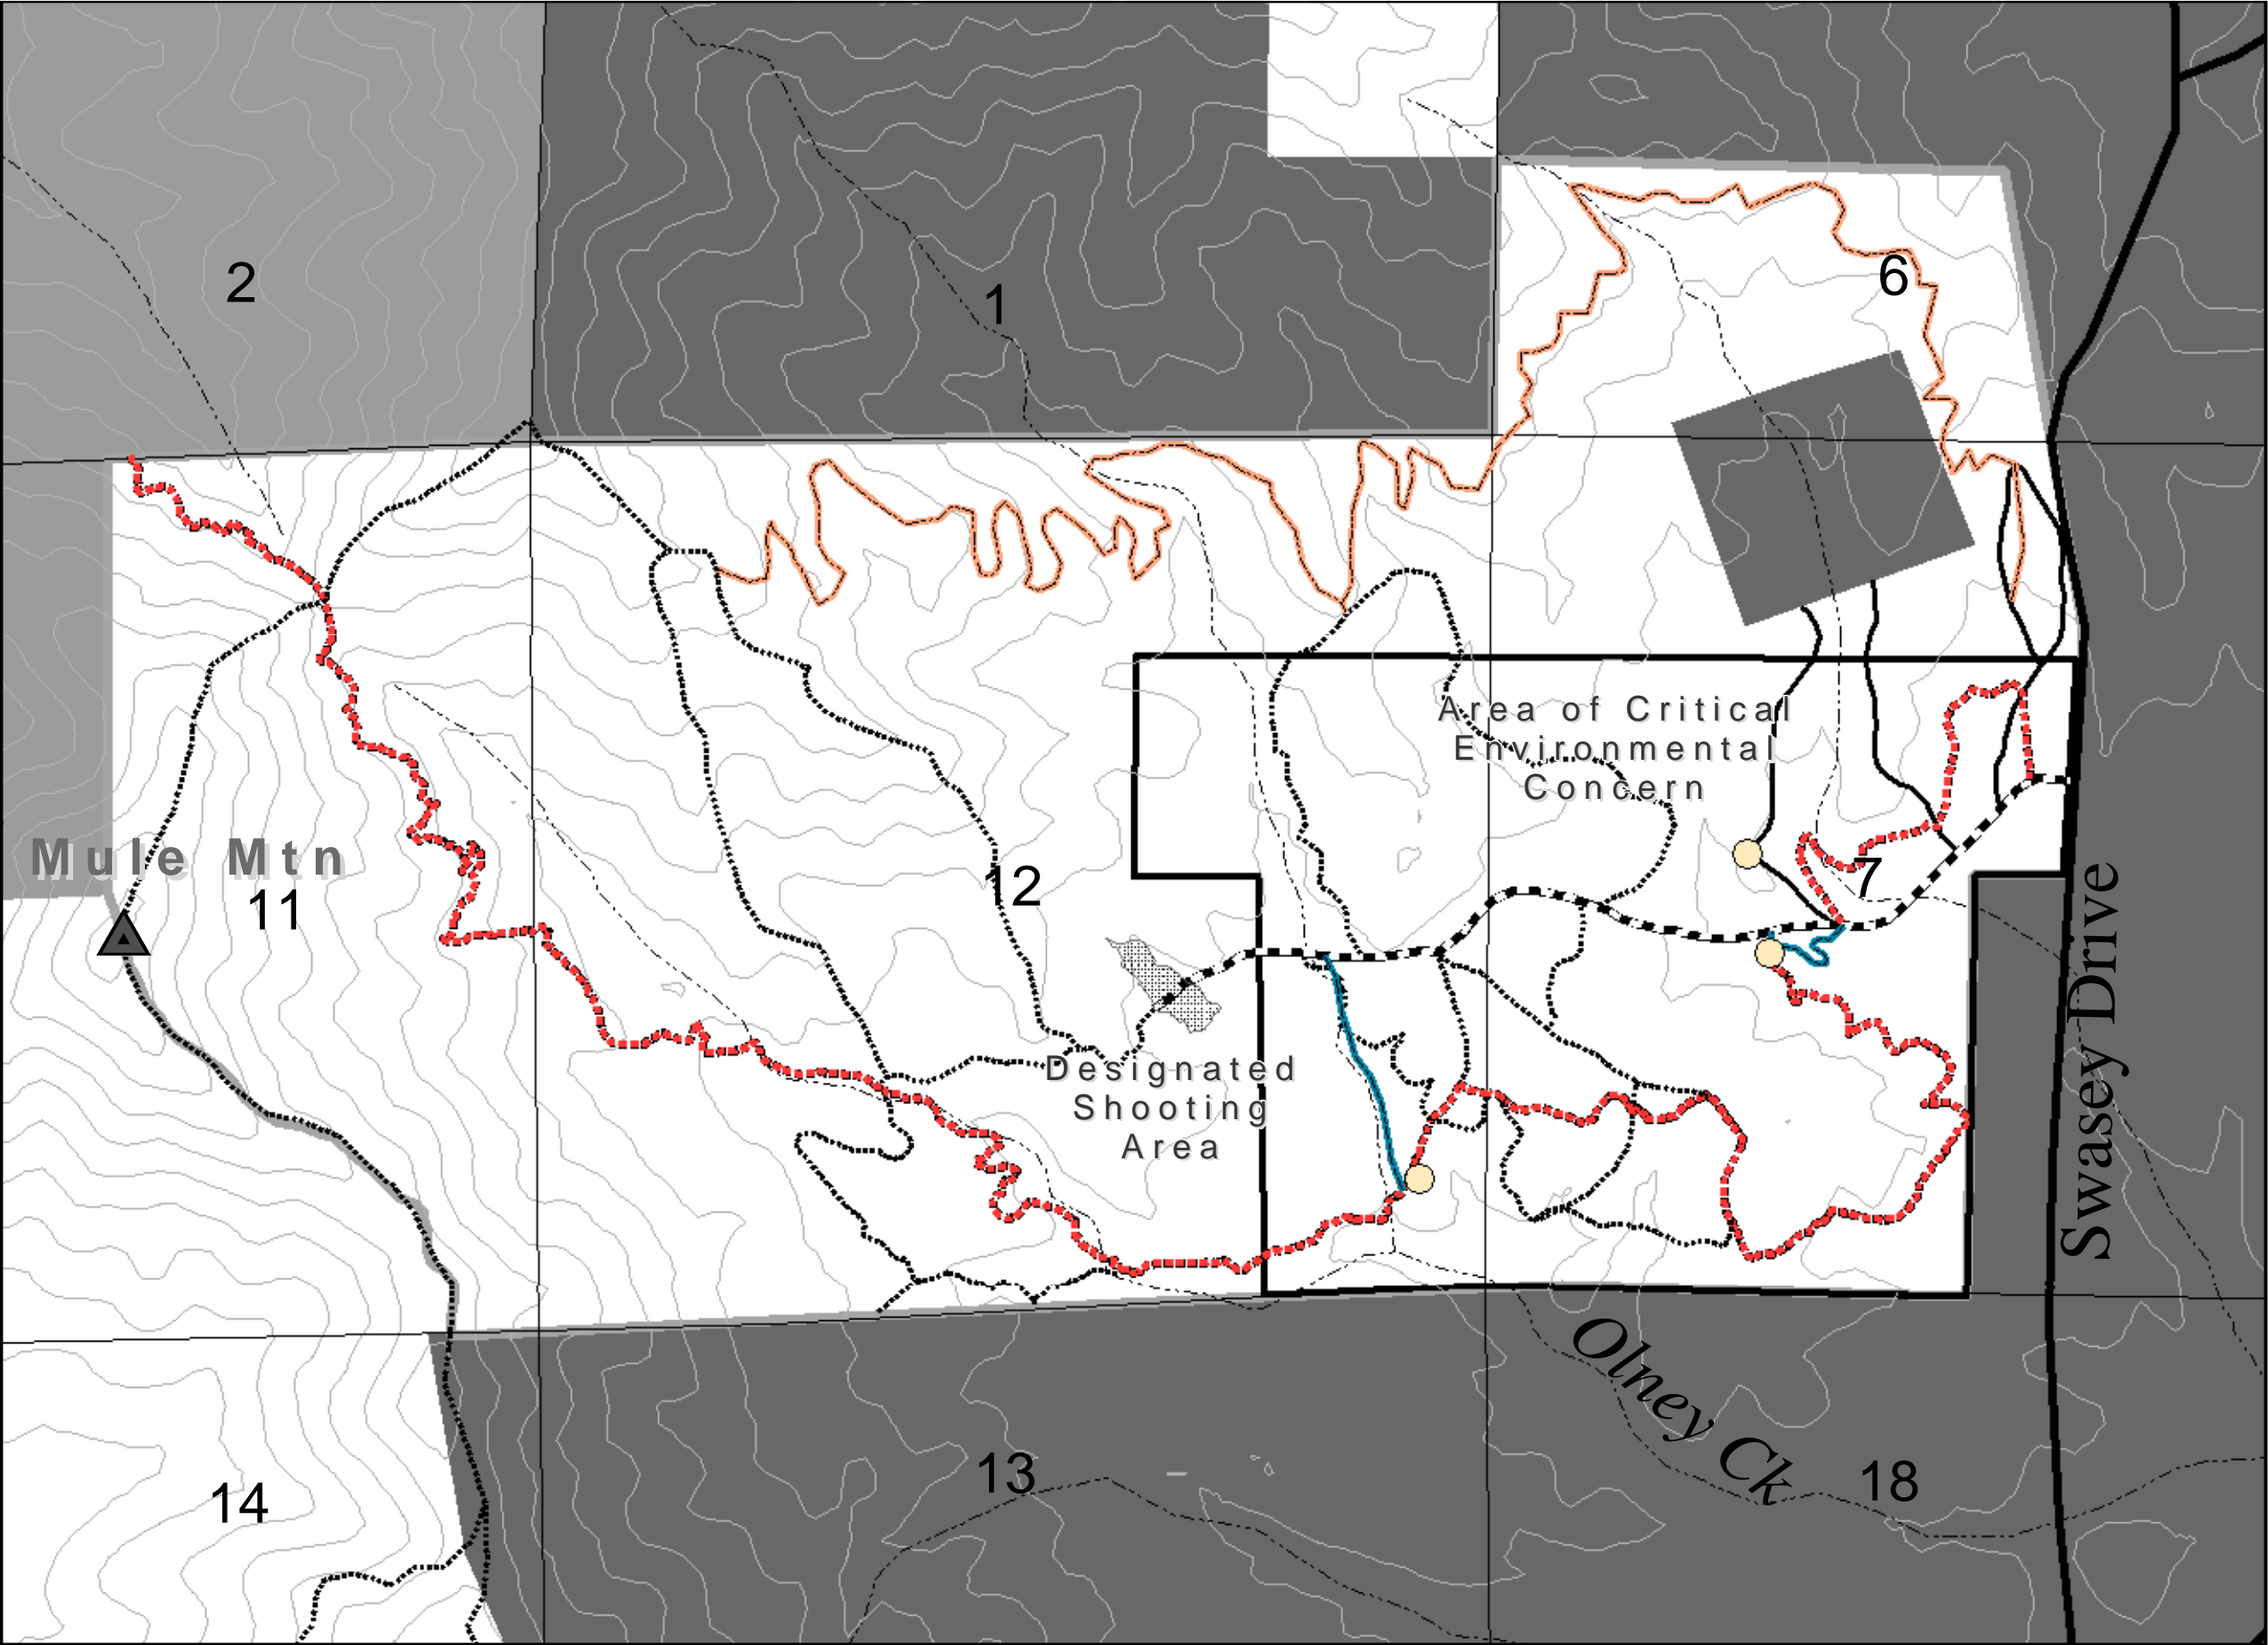 2
1
6
Area of Critical
Environmental
Concern
Mule Mtn
11
12
7
Swasey Drive
Designated
Shooting
Area
Olney Ck
14
13
18